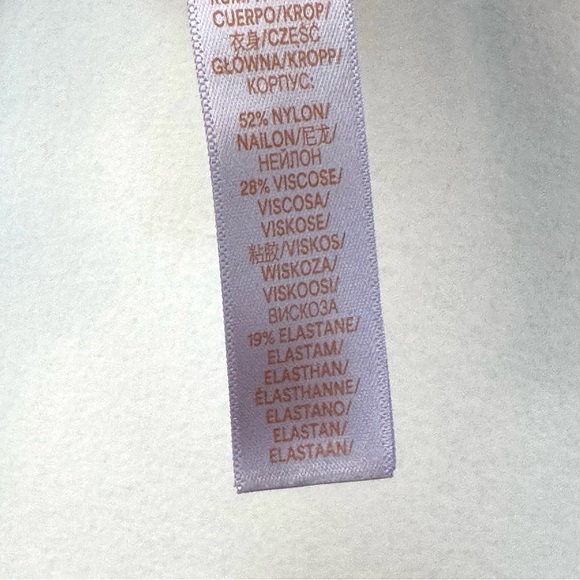 CUERPO/KROP/
衣身/CZEŚĆ
GŁÓWNA/KROPP/
КОРПУС:
52% NYLON/
NAILON/尼龙/
НЕЙЛОН
28% VISCOSE/
VISCOSA/
VISKOSE/
粘胶/VISKOS/
WISKOZA/
VISKOOSI/
ВИСКОЗА
19% ELASTANE/
ELASTAM/
ELASTHAN/
ÉLASTHANNE/
ELASTANO/
ELASTAN/
ELASTAAN/